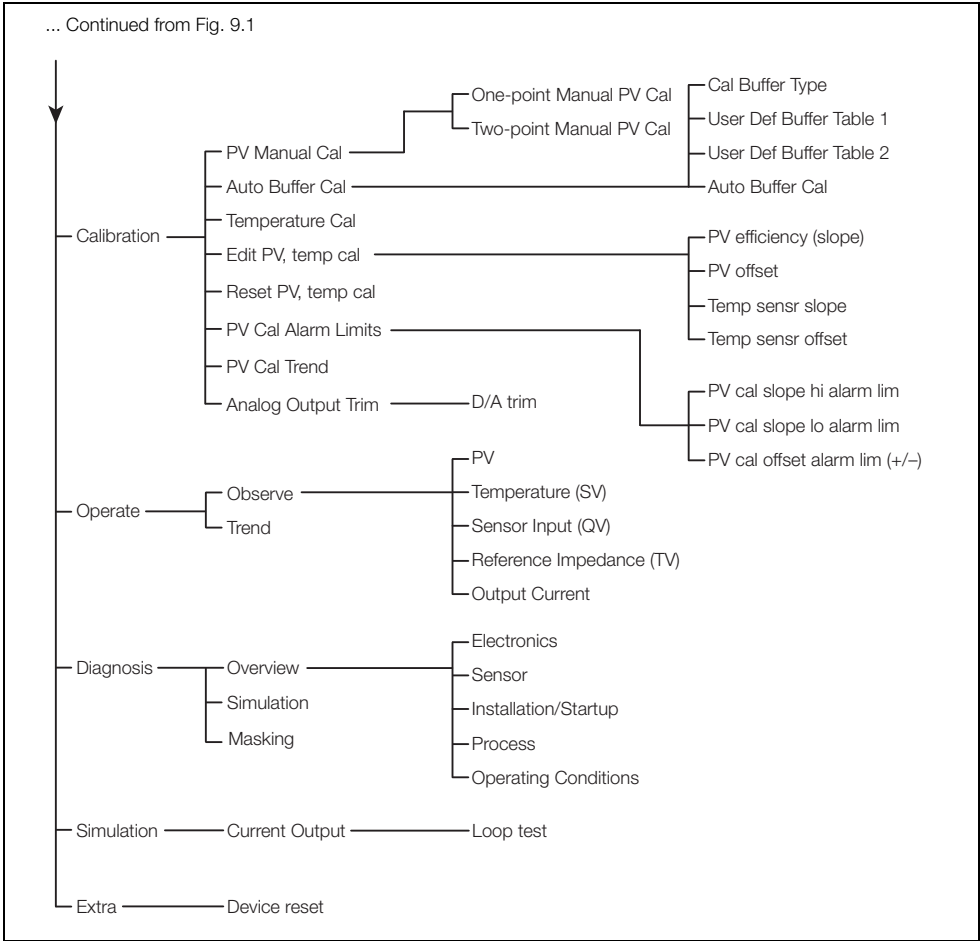 ... Continued from Fig. 9.1
Calibration
PV Manual Cal
One-point Manual PV Cal
Two-point Manual PV Cal
Auto Buffer Cal
Cal Buffer Type
User Def Buffer Table 1
User Def Buffer Table 2
Auto Buffer Cal
Temperature Cal
Edit PV, temp cal
PV efficiency (slope)
PV offset
Temp sensr slope
Temp sensr offset
Reset PV, temp cal
PV Cal Alarm Limits
PV cal slope hi alarm lim
PV cal slope lo alarm lim
PV cal offset alarm lim (+/–)
PV Cal Trend
Analog Output Trim
D/A trim
Operate
Observe
PV
Temperature (SV)
Sensor Input (QV)
Reference Impedance (TV)
Output Current
Trend
Diagnosis
Overview
Electronics
Sensor
Installation/Startup
Process
Operating Conditions
Simulation
Masking
Simulation
Current Output
Loop test
Extra
Device reset